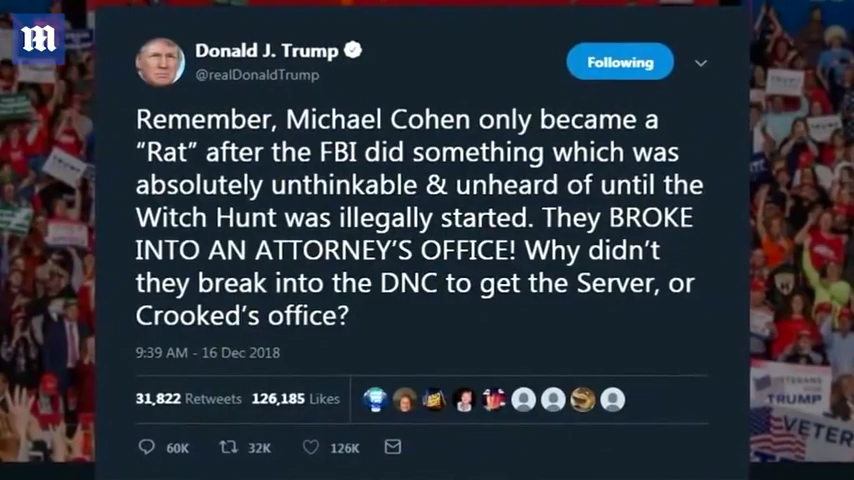 m
Donald J. Trump
@realDonaldTrump
Following
Remember, Michael Cohen only became a
“Rat” after the FBI did something which was
absolutely unthinkable & unheard of until the
Witch Hunt was illegally started. They BROKE
INTO AN ATTORNEY’S OFFICE! Why didn’t
they break into the DNC to get the Server, or
Crooked’s office?
9:39 AM - 16 Dec 2018
31,822 Retweets 126,185 Likes
60K 32K 126K
TRUMP
VETERANS
TRUMP
VETER